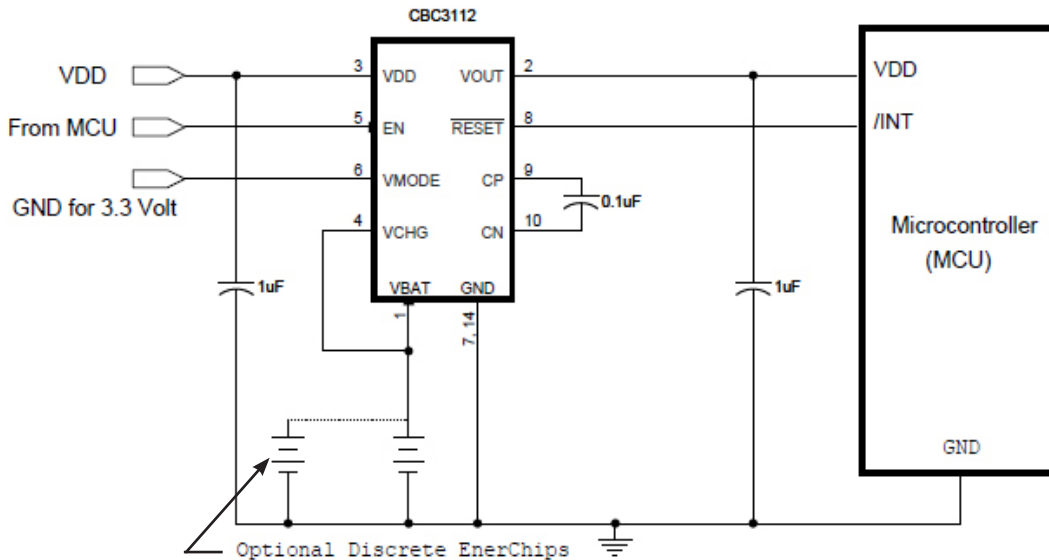 CBC3112
VDD
3
VDD
VOUT
2
VDD
From MCU
5
EN
RESET
8
/INT
6
VMODE
CP
9
GND for 3.3 Volt
0.1uF
4
VCHG
CN
10
Microcontroller
(MCU)
1uF
VBAT
GND
1uF
1
7, 14
GND
Optional Discrete EnerChips